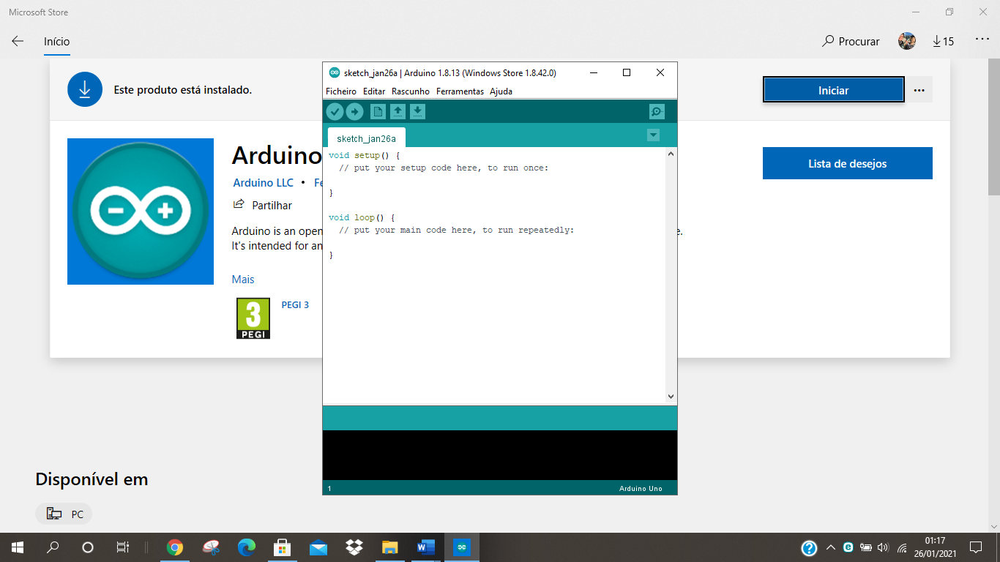 Microsoft Store
Início
Procurar
15
Este produto está instalado.
Iniciar
Arduino
Arduino LLC •
Partilhar
Arduino is an open
It's intended for an
Mais
3
PEGI
PEGI 3
Lista de desejos
sketch_jan26a | Arduino 1.8.13 (Windows Store 1.8.42.0)
Ficheiro Editar Rascunho Ferramentas Ajuda
sketch_jan26a
void setup() {
// put your setup code here, to run once:
}
void loop() {
// put your main code here, to run repeatedly:
}
1
Arduino Uno
Disponível em
PC
01:17
26/01/2021